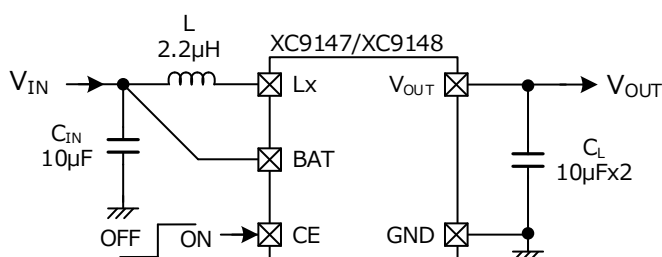 L
2.2µH
XC9147/XC9148
VIN
Lx
VOUT
VOUT
CIN
10µF
BAT
CL
10µFx2
OFF
ON
CE
GND